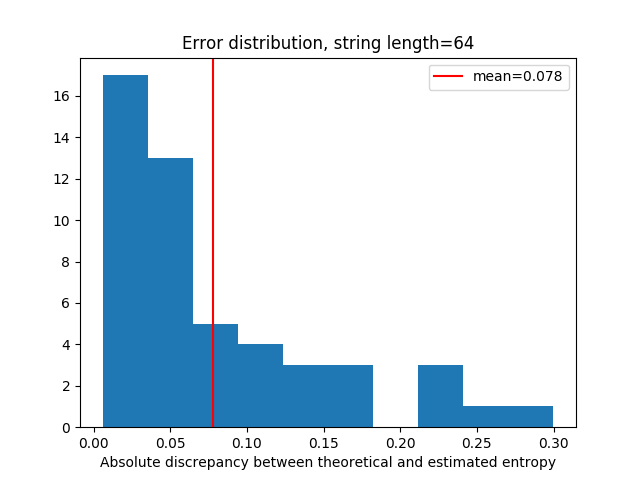 Error distribution, string length=64
mean=0.078
16
14
12
10
8
6
4
2
0
0.00 0.05 0.10 0.15 0.20 0.25 0.30
Absolute discrepancy between theoretical and estimated entropy